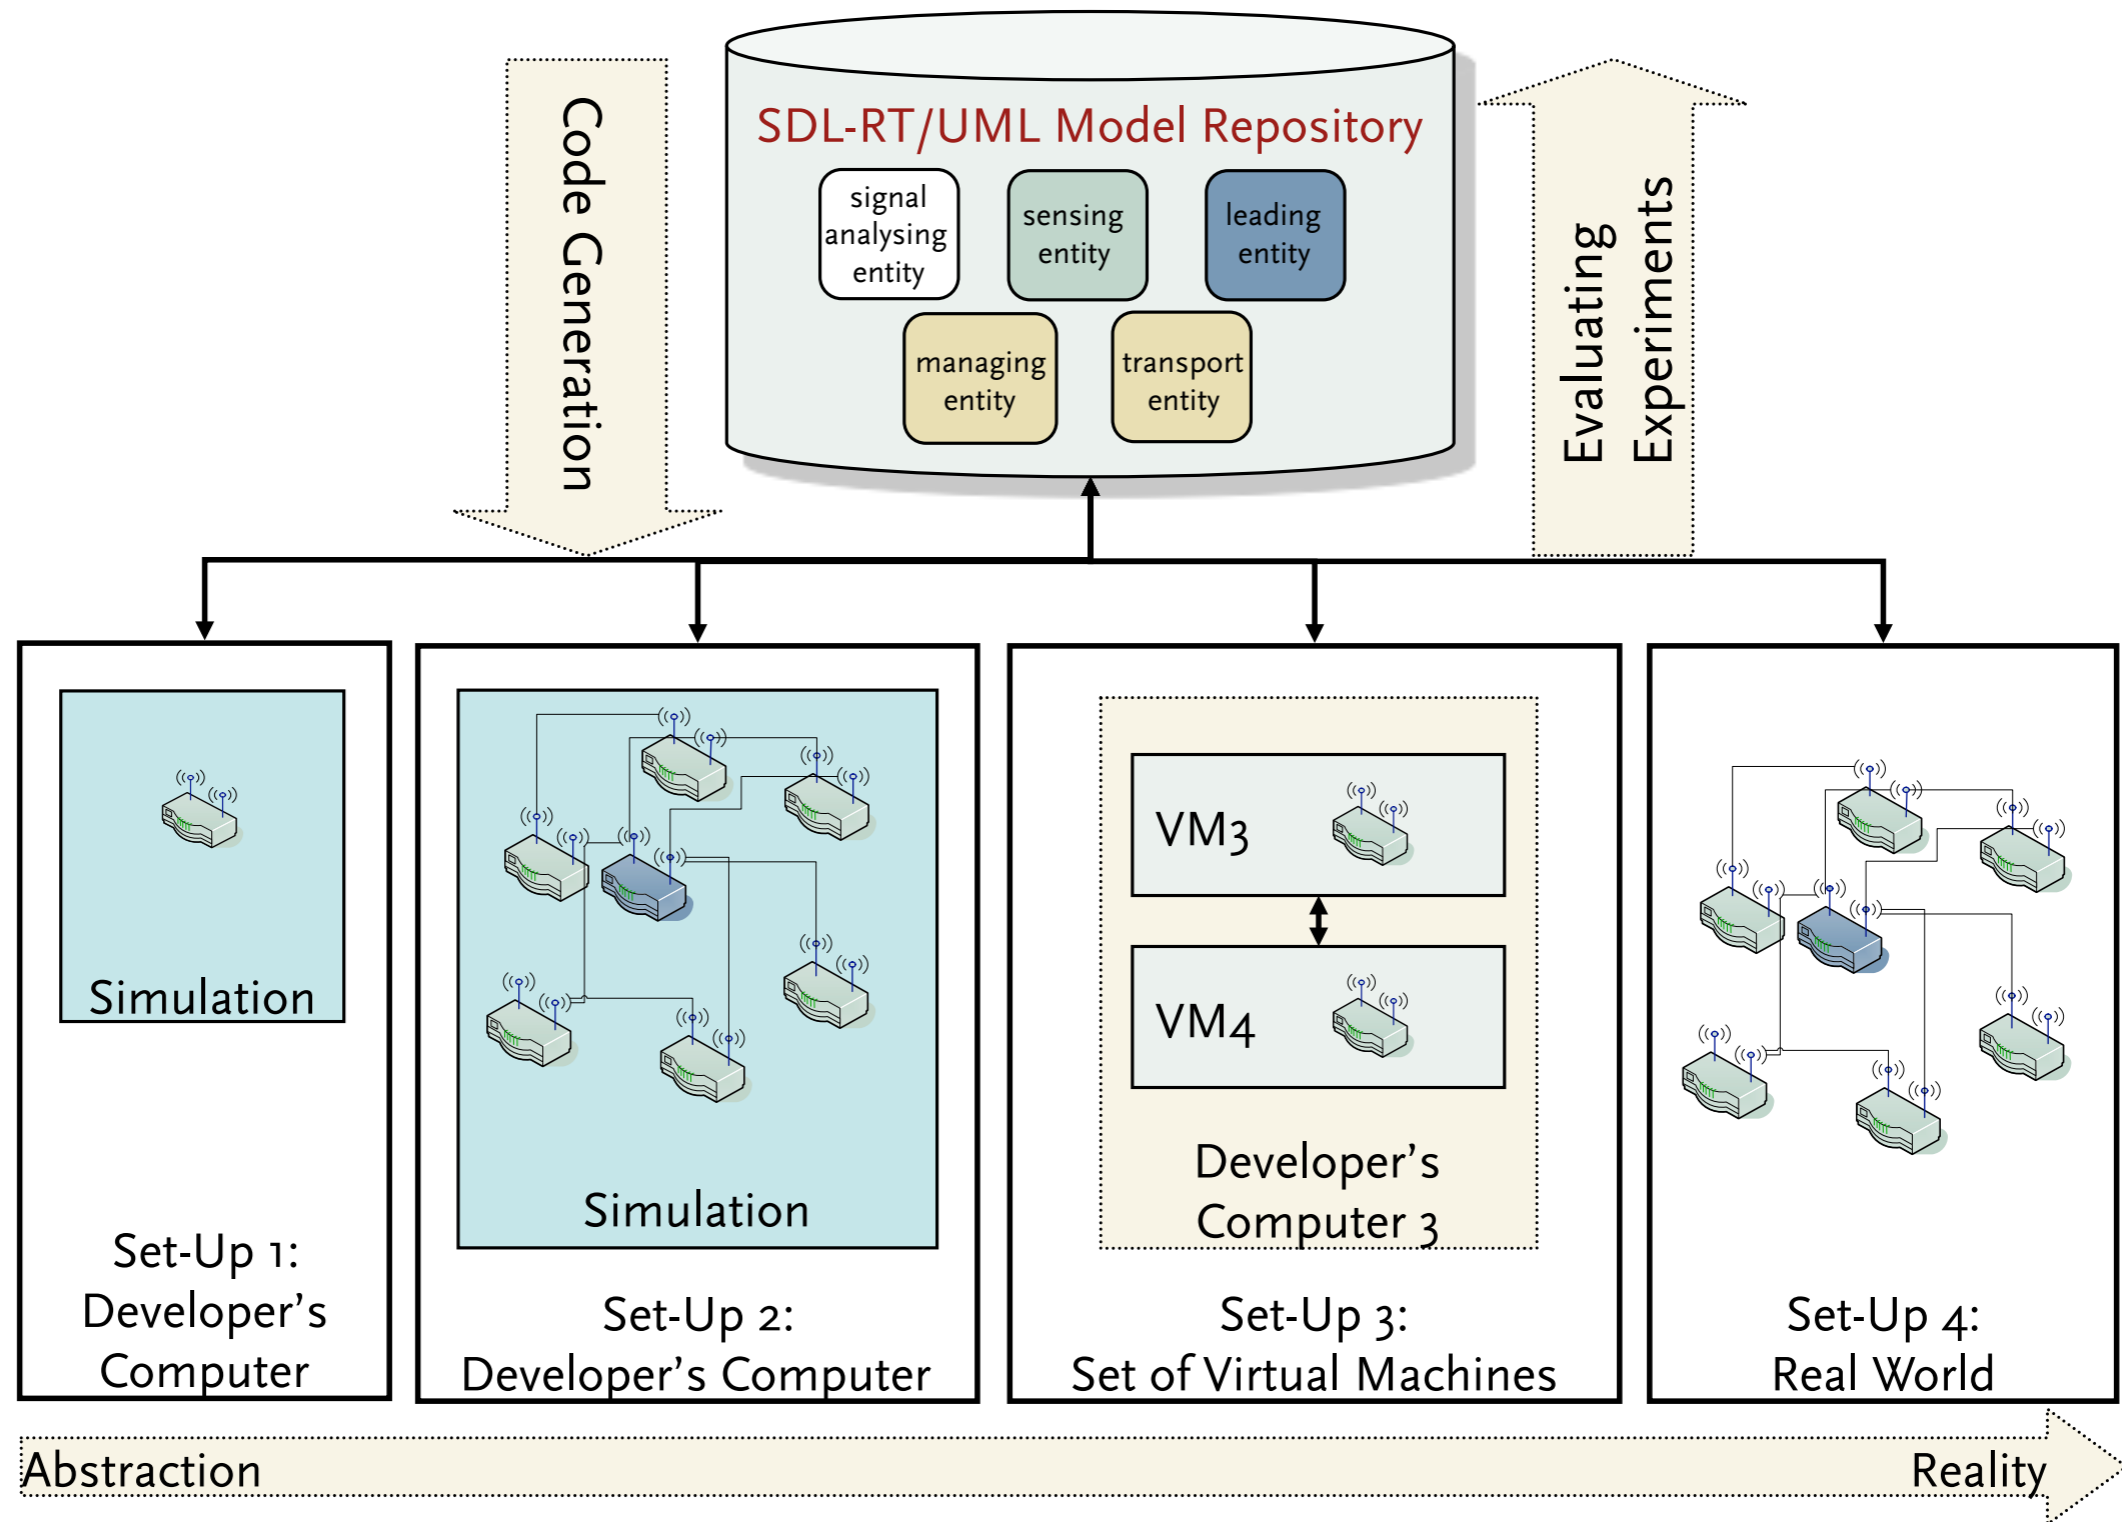 Code Generation
SDL-RT/UML Model Repository
signal
analysing
entity
sensing
entity
leading
entity
managing
entity
transport
entity
Evaluating
Experiments
Simulation
Set-Up 1:
Developer's
Computer
Simulation
Set-Up 2:
Developer's Computer
VM3
VM4
Developer's
Computer 3
Set-Up 3:
Set of Virtual Machines
Set-Up 4:
Real World
Abstraction
Reality